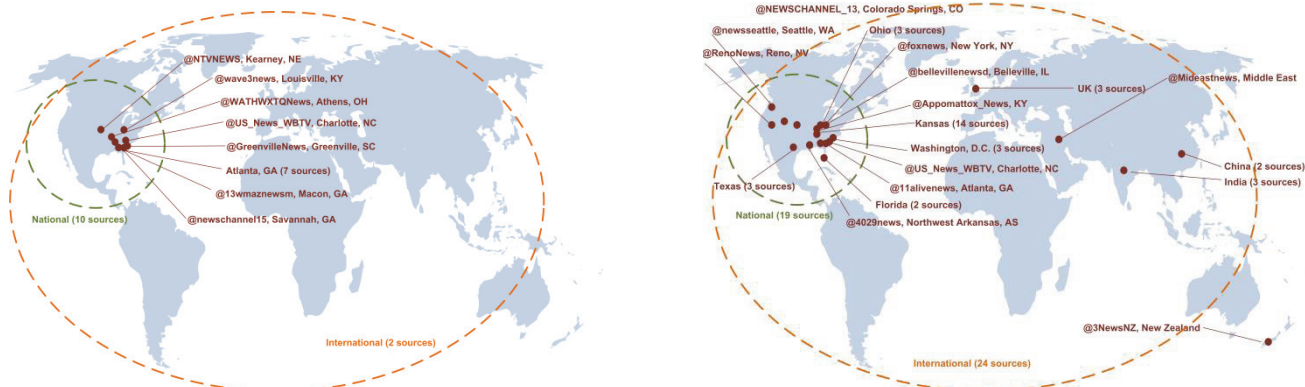 @NTVNEWS, Kearney, NE
@wave3news, Louisville, KY
@WATHWXTQNews, Athens, OH
@US_News_WBTV, Charlotte, NC
@GreenvilleNews, Greenville, SC
Atlanta, GA (7 sources)
@13wmaznewsm, Macon, GA
National (10 sources)
@newschannel15, Savannah, GA
International (2 sources)
@NEWSCHANNEL_13, Colorado Springs, CO
@newsseattle, Seattle, WA
Ohio (3 sources)
@RenoNews, Reno, NV
@foxnews, New York, NY
@bellevillenewsd, Belleville, IL
@Mideastnews, Middle East
UK (3 sources)
@Appomattox_News, KY
Kansas (14 sources)
Washington, D.C. (3 sources)
China (2 sources)
@US_News_WBTV, Charlotte, NC
India (3 sources)
Texas (3 sources)
@11alivenews, Atlanta, GA
Florida (2 sources)
National (19 sources)
@4029news, Northwest Arkansas, AS
@3NewsNZ, New Zealand
International (24 sources)